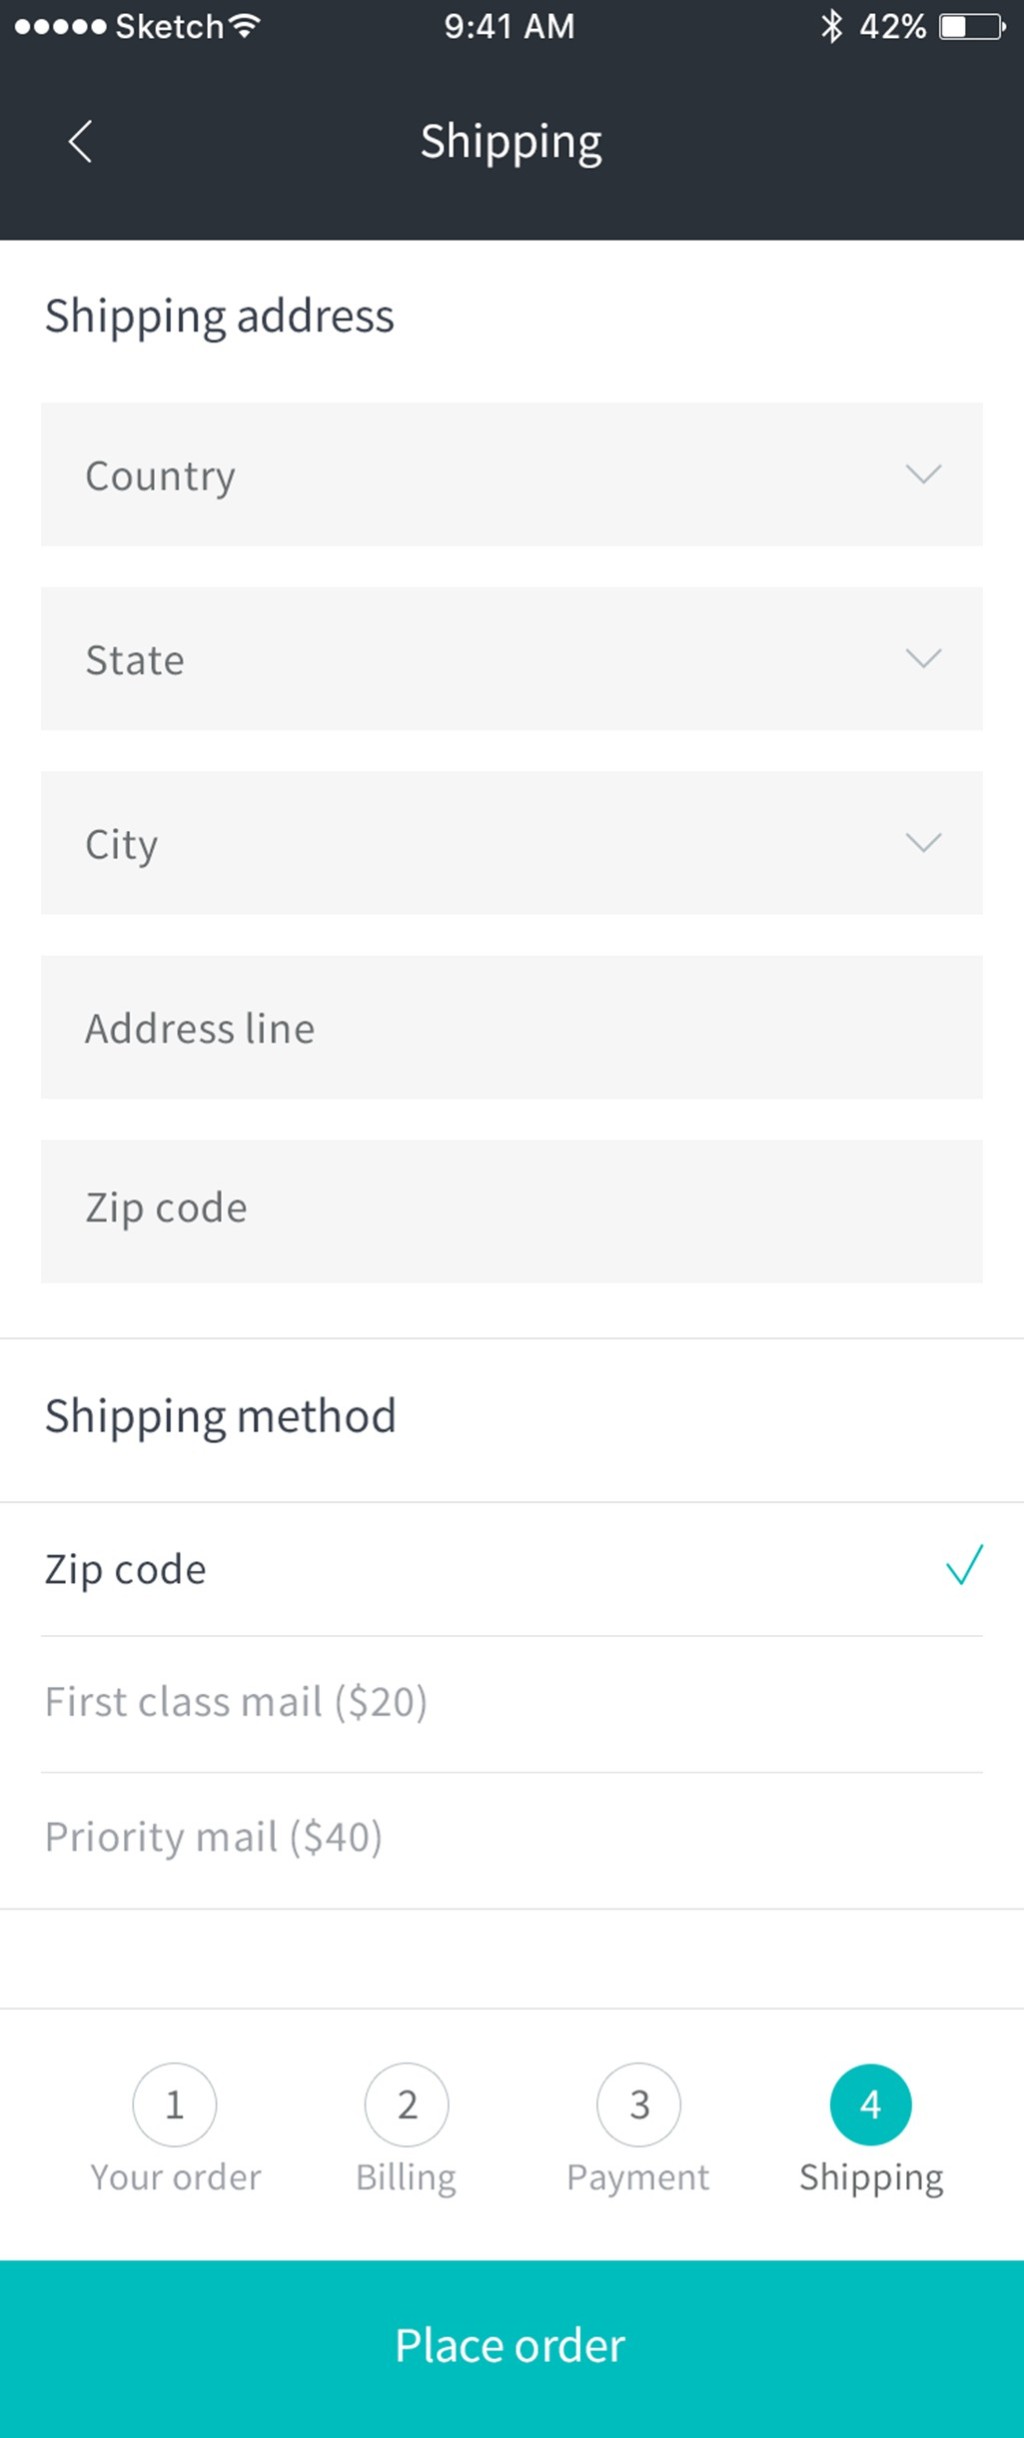 Sketch 9:41 AM 42%
Shipping
Shipping address
Country
State
City
Address line
Zip code
Shipping method
Zip code
First class mail ($20)
Priority mail ($40)
1 2 3 4
Your order Billing Payment Shipping
Place order